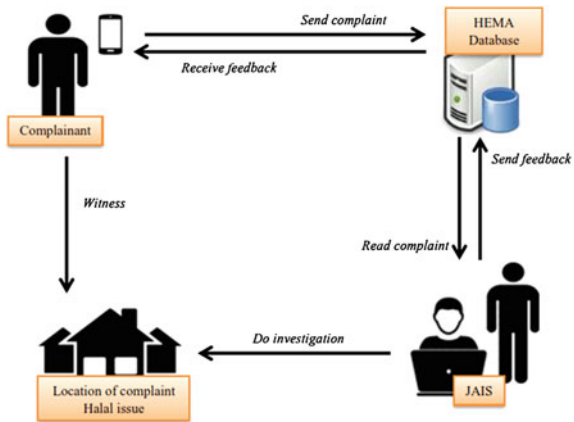 Send complaint
HEMA
Database
Receive feedback
Complainant
Send feedback
Witness
Read complaint
Do investigation
Location of complaint
Halal issue
JAIS